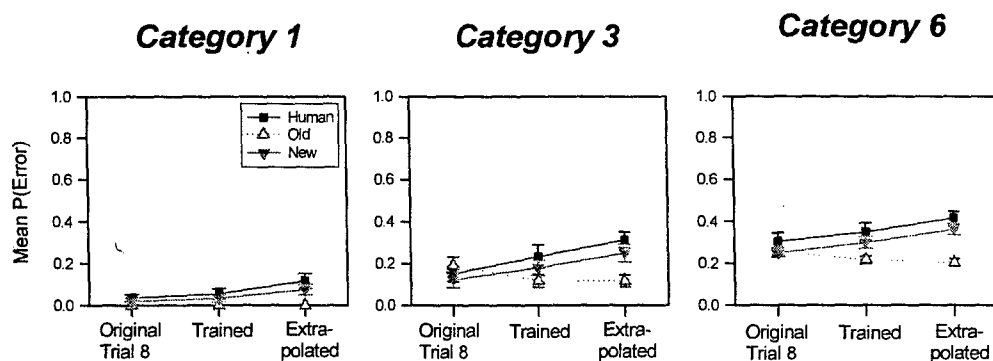 Category 1
Category 3
Category 6
Mean P(Error)
1.0
0.8
0.6
0.4
0.2
0.0
Human
Old
New
Original
Trial 8
Trained
Extra-
polated
1.0
0.8
0.6
0.4
0.2
0.0
Original
Trial 8
Trained
Extra-
polated
1.0
0.8
0.6
0.4
0.2
0.0
Original
Trial 8
Trained
Extra-
polated